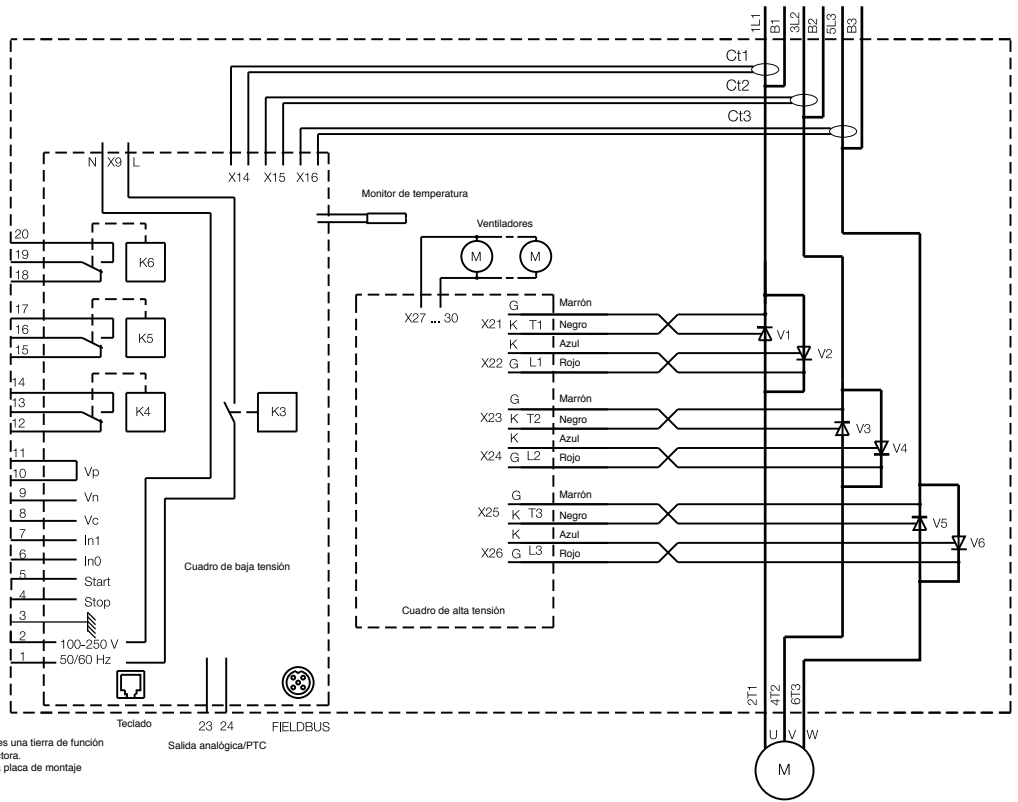 1L1
B1
3L2
B2
5L3
B3
Ct1
Ct2
Ct3
N X9 L
X14 X15 X16
Monitor de temperatura
Ventiladores
M M
X27 ... 30
20
19
18
K6
17
16
15
K5
14
13
12
K4
K3
11
10
Vp
9
Vn
8
Vc
7
In1
6
In0
5
Start
4
Stop
3
2
100-250 V
1
50/60 Hz
Cuadro de baja tensión
G Marrón
X21 K T1 Negro
K Azul
X22 G L1 Rojo
V1
V2
G Marrón
X23 K T2 Negro
K Azul
X24 G L2 Rojo
V3
V4
G Marrón
X25 K T3 Negro
K Azul
X26 G L3 Rojo
V5
V6
Cuadro de alta tensión
Teclado
23 24
FIELDBUS
Salida analógica/PTC
2T1
4T2
6T3
U V W
M
es una tierra de función
ctora.
placa de montaje